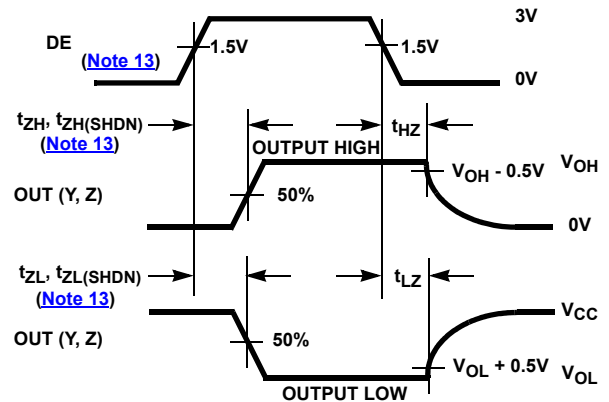 3V
DE
(Note 13)
1.5V
1.5V
0V
tZH, tZH(SHDN)
(Note 13)
tHZ
OUTPUT HIGH
VOH - 0.5V
VOH
OUT (Y, Z)
50%
0V
tZL, tZL(SHDN)
(Note 13)
tLZ
VCC
OUT (Y, Z)
50%
VOL + 0.5V
VOL
OUTPUT LOW